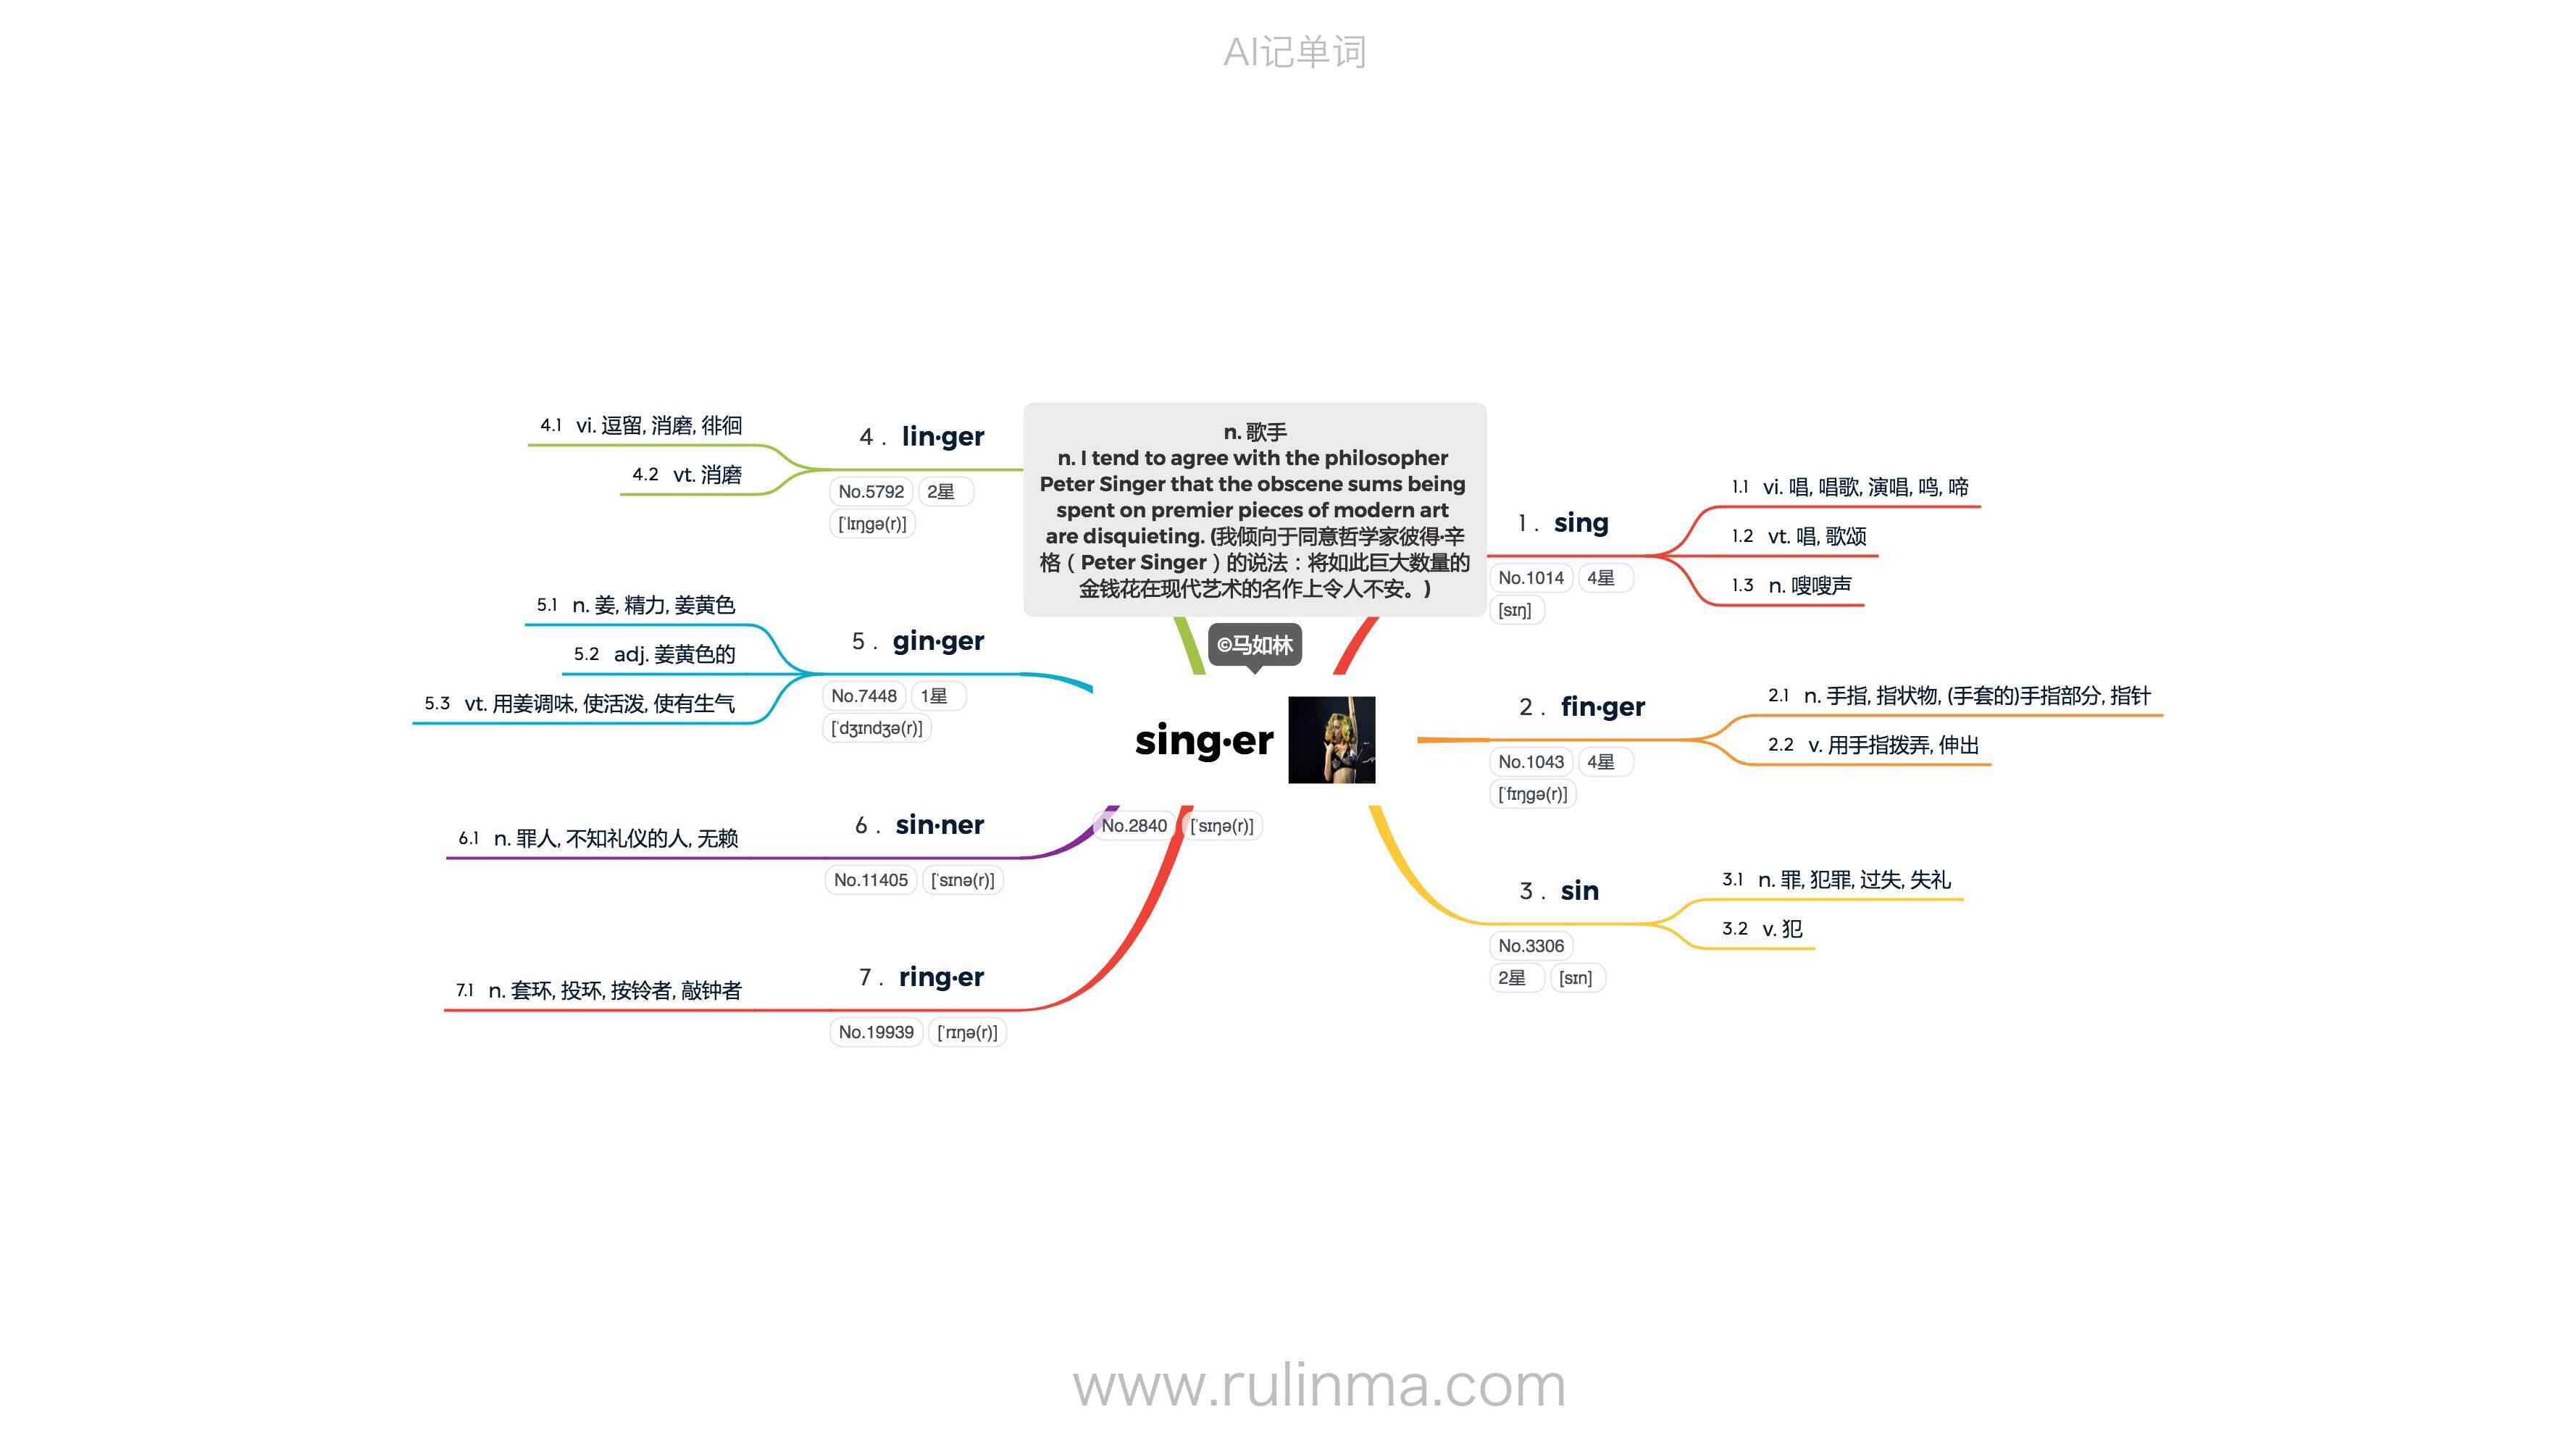 AI记单词
n. 歌手
n. I tend to agree with the philosopher
Peter Singer that the obscene sums being
spent on premier pieces of modern art
are disquieting. (我倾向于同意哲学家彼得·辛
格（Peter Singer）的说法：将如此巨大数量的
金钱花在现代艺术的名作上令人不安。)
©马如林
sing·er
No.2840 [ˈsɪŋə(r)]
1. sing
No.1014 4星
[sɪŋ]
1.1 vi. 唱, 唱歌, 演唱, 鸣, 啼
1.2 vt. 唱, 歌颂
1.3 n. 嗖嗖声
2. fin·ger
No.1043 4星
[ˈfɪŋgə(r)]
2.1 n. 手指, 指状物, (手套的)手指部分, 指针
2.2 v. 用手指拨弄, 伸出
3. sin
No.3306
2星 [sɪn]
3.1 n. 罪, 犯罪, 过失, 失礼
3.2 v. 犯
4. lin·ger
No.5792 2星
[ˈlɪŋgə(r)]
4.1 vi. 逗留, 消磨, 徘徊
4.2 vt. 消磨
5. gin·ger
No.7448 1星
[ˈdʒɪndʒə(r)]
5.1 n. 姜, 精力, 姜黄色
5.2 adj. 姜黄色的
5.3 vt. 用姜调味, 使活泼, 使有生气
6. sin·ner
No.11405 [ˈsɪnə(r)]
6.1 n. 罪人, 不知礼仪的人, 无赖
7. ring·er
No.19939 [ˈrɪŋə(r)]
7.1 n. 套环, 投环, 按铃者, 敲钟者
www.rulinma.com